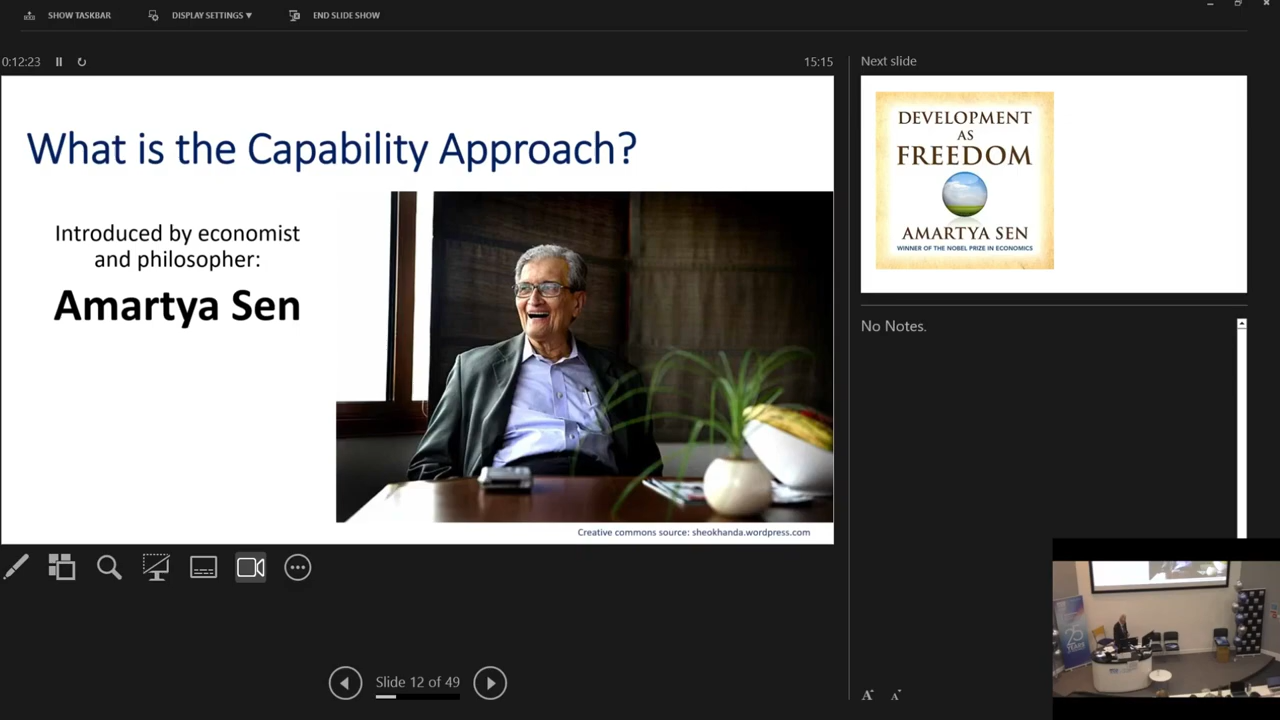 SHOW TASKBAR
DISPLAY SETTINGS ▼
END SLIDE SHOW
0:12:23
15:15
What is the Capability Approach?
Introduced by economist
and philosopher:
Amartya Sen
Creative commons source: sheokhanda.wordpress.com
Slide 12 of 49
Next slide
DEVELOPMENT
AS
FREEDOM
AMARTYA SEN
WINNER OF THE NOBEL PRIZE IN ECONOMICS
No Notes.
A
A
25
YEARS